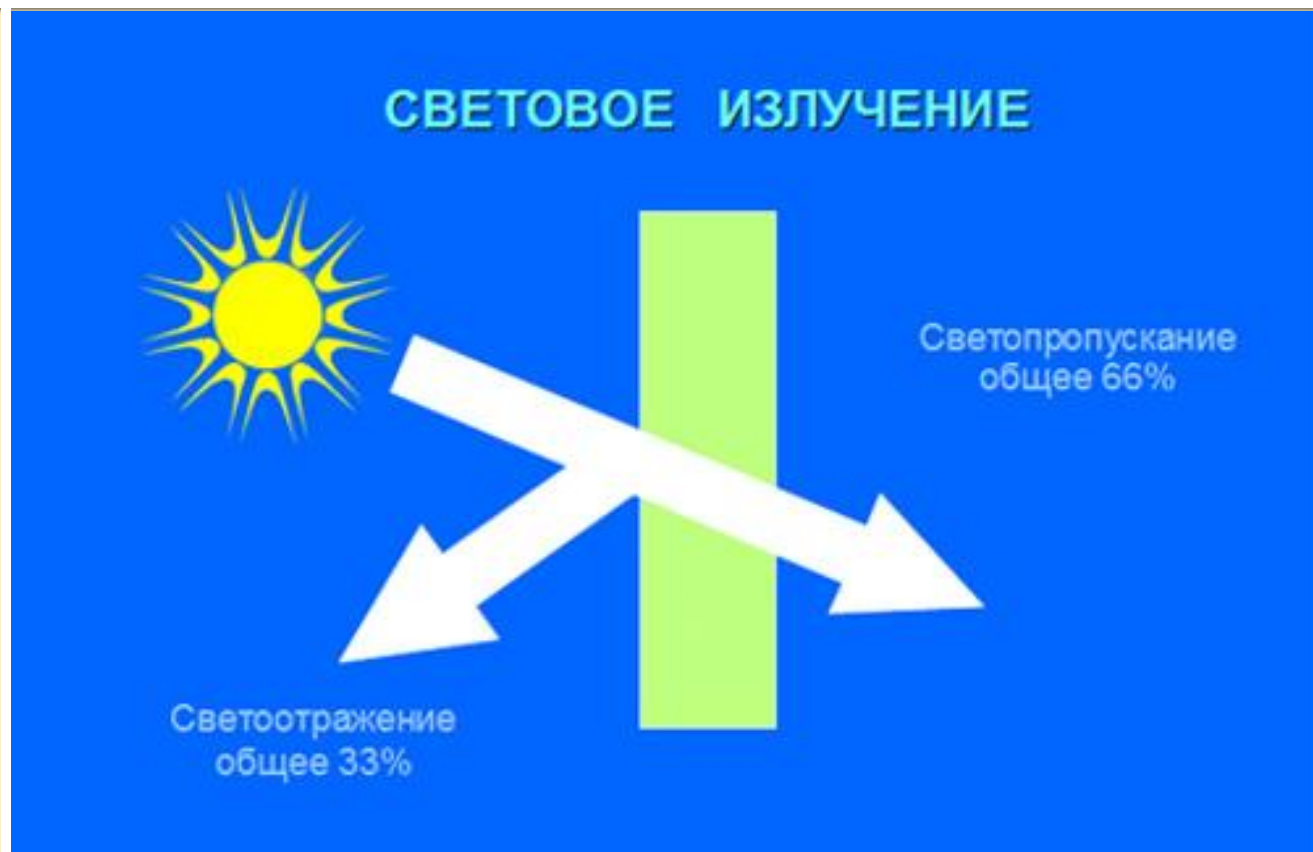 СВЕТОВОЕ ИЗЛУЧЕНИЕ
Светопропускание
общее 66%
Светоотражение
общее 33%